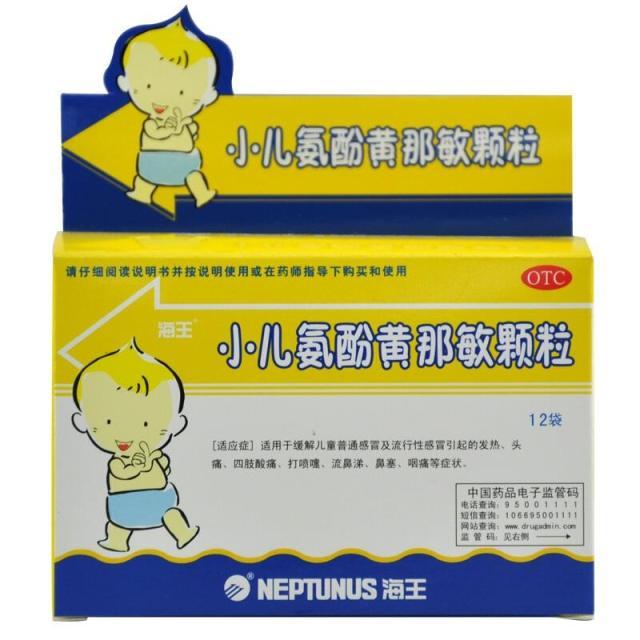 小儿氨酚黄那敏颗粒
请仔细阅读说明书并按说明使用或在药师指导下购买和使用
OTC
海王®
小儿氨酚黄那敏颗粒
12袋
[适应症] 适用于缓解儿童普通感冒及流行性感冒引起的发热、头
痛、四肢酸痛、打喷嚏、流鼻涕、鼻塞、咽痛等症状。
中国药品电子监管码
电话查询: 95001111
短信查询: 106695001111
网站查询: www.drugadmin.com
监 管 码: 见右侧
® NEPTUNUS 海王